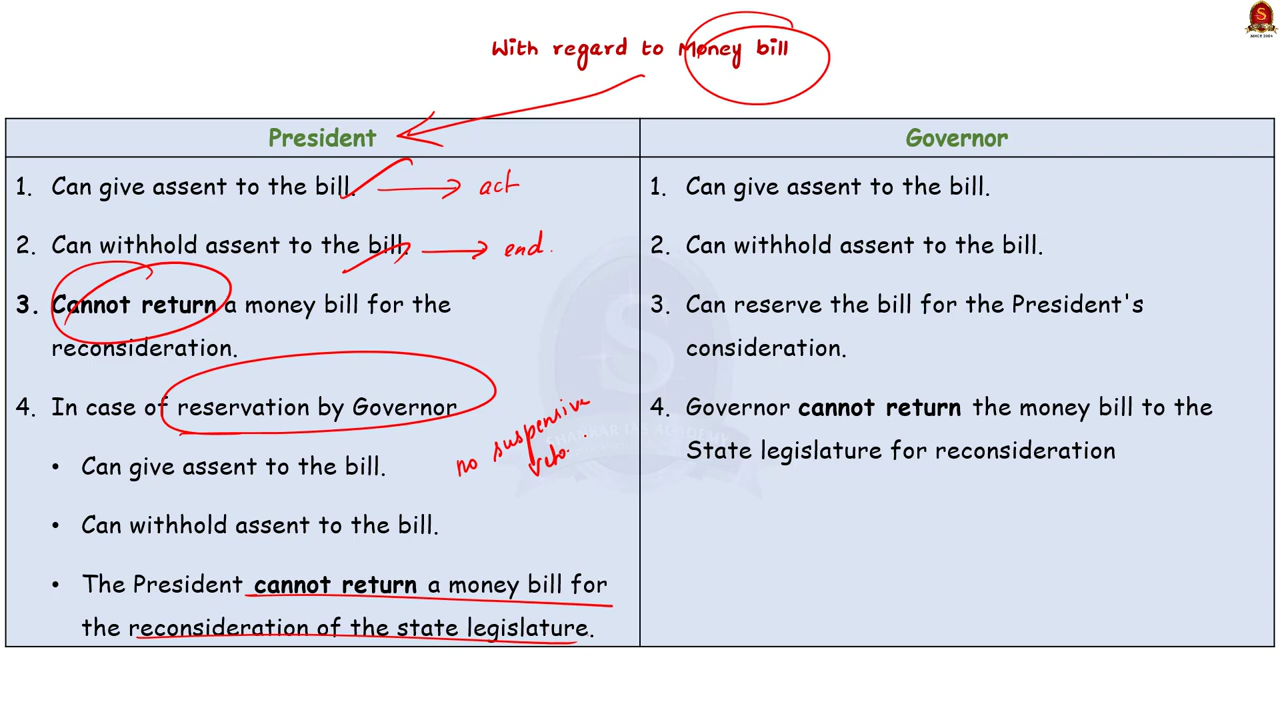 With regard to Money bill
President
1. Can give assent to the bill. → act
2. Can withhold assent to the bill. → end.
3. Cannot return a money bill for the
reconsideration.
4. In case of reservation by Governor
no suspensive
veto.
• Can give assent to the bill.
• Can withhold assent to the bill.
• The President cannot return a money bill for
the reconsideration of the state legislature.
Governor
1. Can give assent to the bill.
2. Can withhold assent to the bill.
3. Can reserve the bill for the President's
consideration.
4. Governor cannot return the money bill to the
State legislature for reconsideration
SHANKAR IAS ACADEMY
S
SINCE 2004